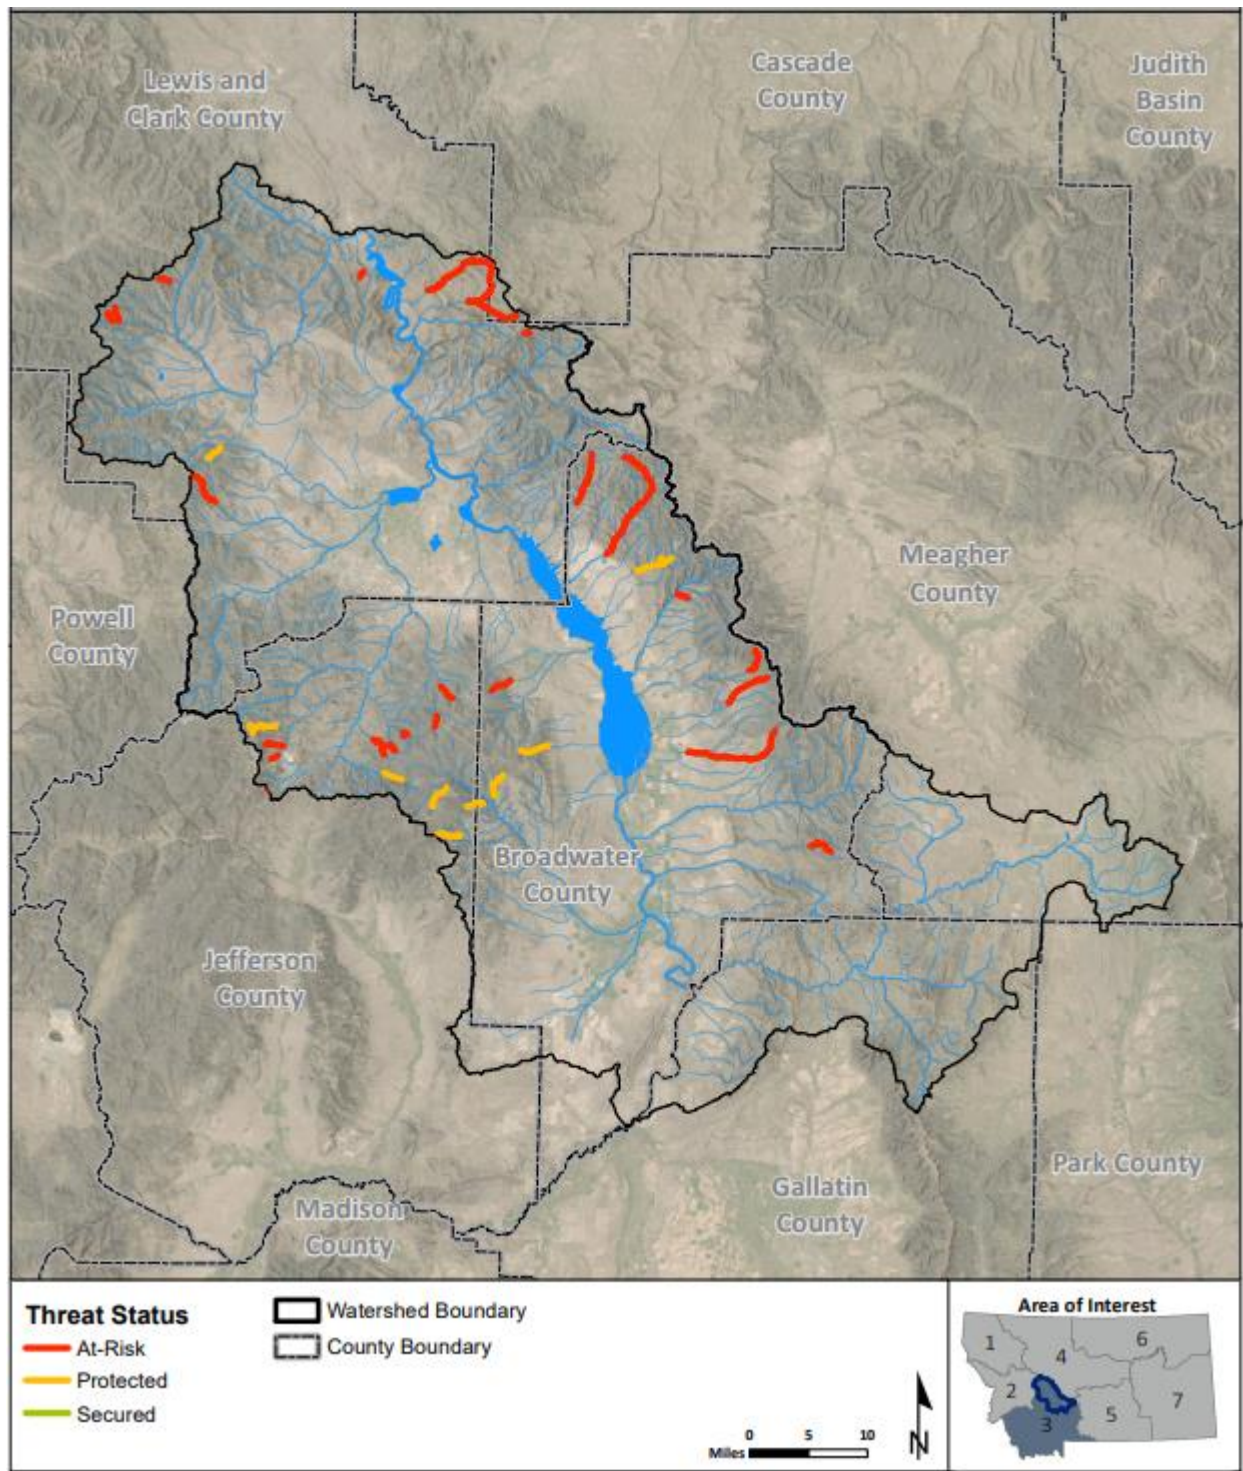 Lewis and
Clark County
Cascade
County
Judith
Basin
County
Meagher
County
Powell
County
Broadwater
County
Jefferson
County
Park County
Gallatin
County
Madison
County
Threat Status
At-Risk
Protected
Secured
Watershed Boundary
County Boundary
0 5 10
Miles
N
Area of Interest
1
6
4
2
7
5
3